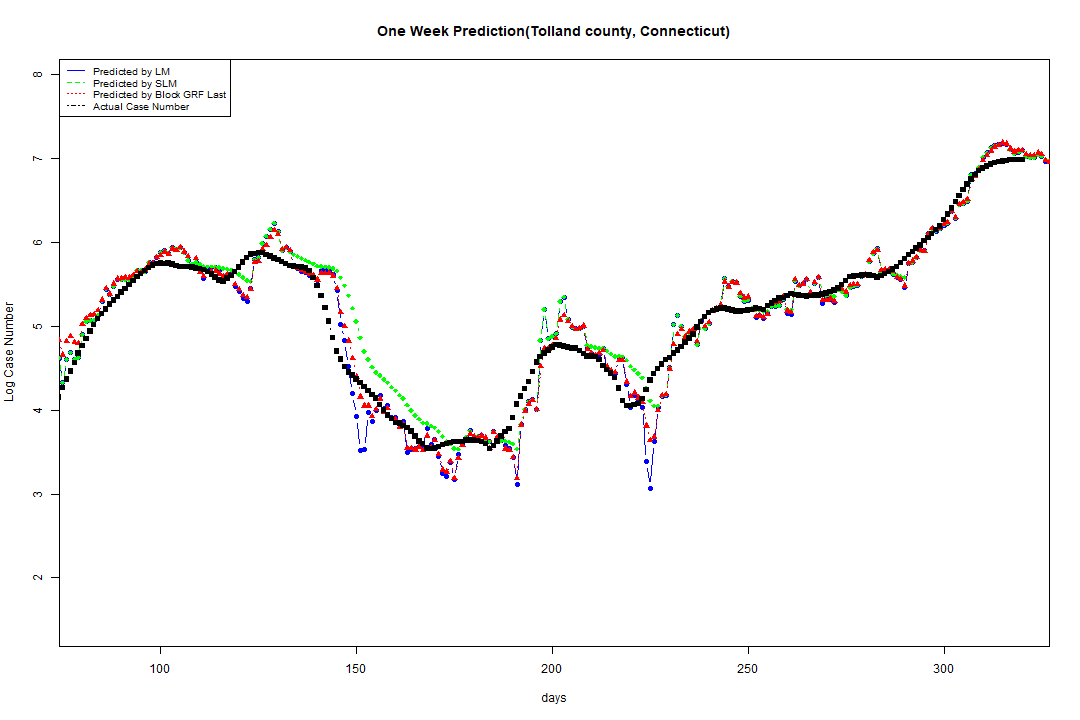 One Week Prediction(Tolland county, Connecticut)
Predicted by LM
Predicted by SLM
Predicted by Block GRF Last
Actual Case Number
8
7
6
5
4
3
2
Log Case Number
100 150 200 250 300
days